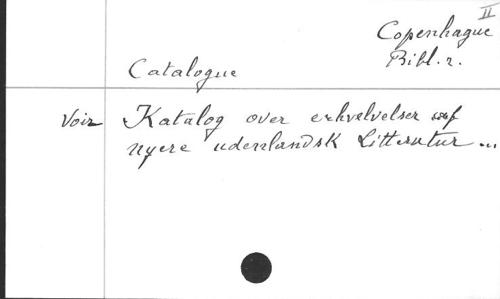 II
Copenhague
Bibl. r.
Catalogue
Voir Katalog over erhvelvelser af
nyere udenlandsk Litteratur ...